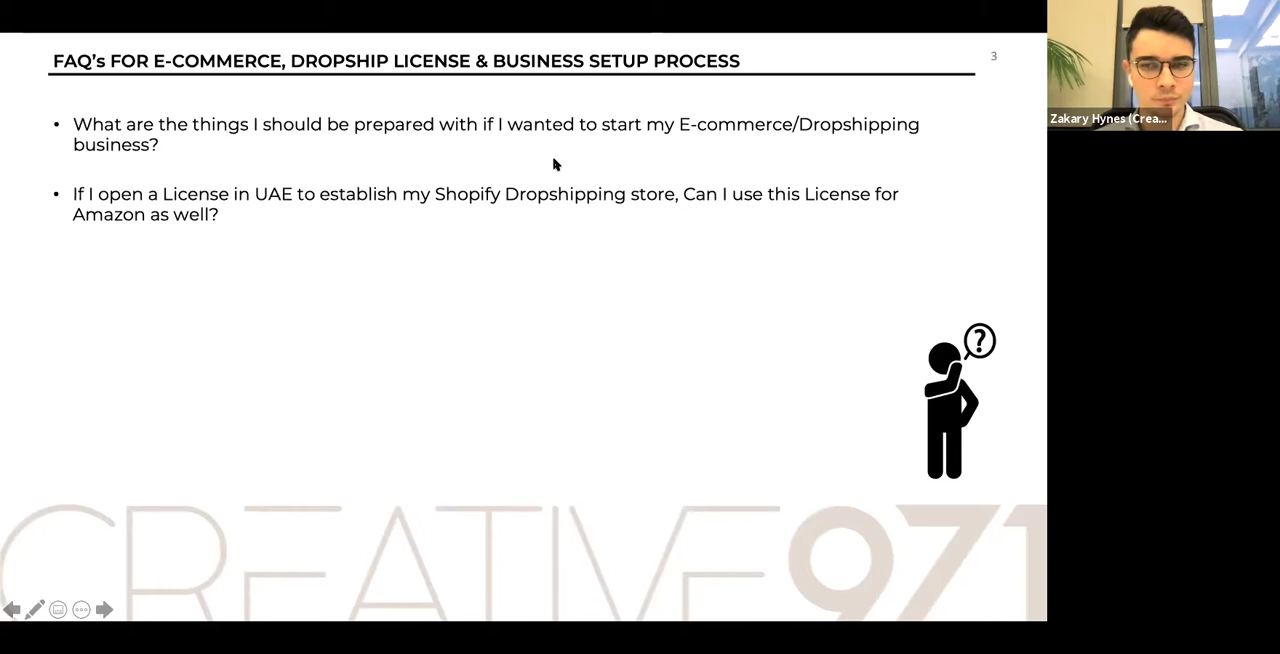 FAQ's FOR E-COMMERCE, DROPSHIP LICENSE & BUSINESS SETUP PROCESS
3
• What are the things I should be prepared with if I wanted to start my E-commerce/Dropshipping
business?
• If I open a License in UAE to establish my Shopify Dropshipping store, Can I use this License for
Amazon as well?
?
CREATIVE971
Zakary Hynes (Crea...